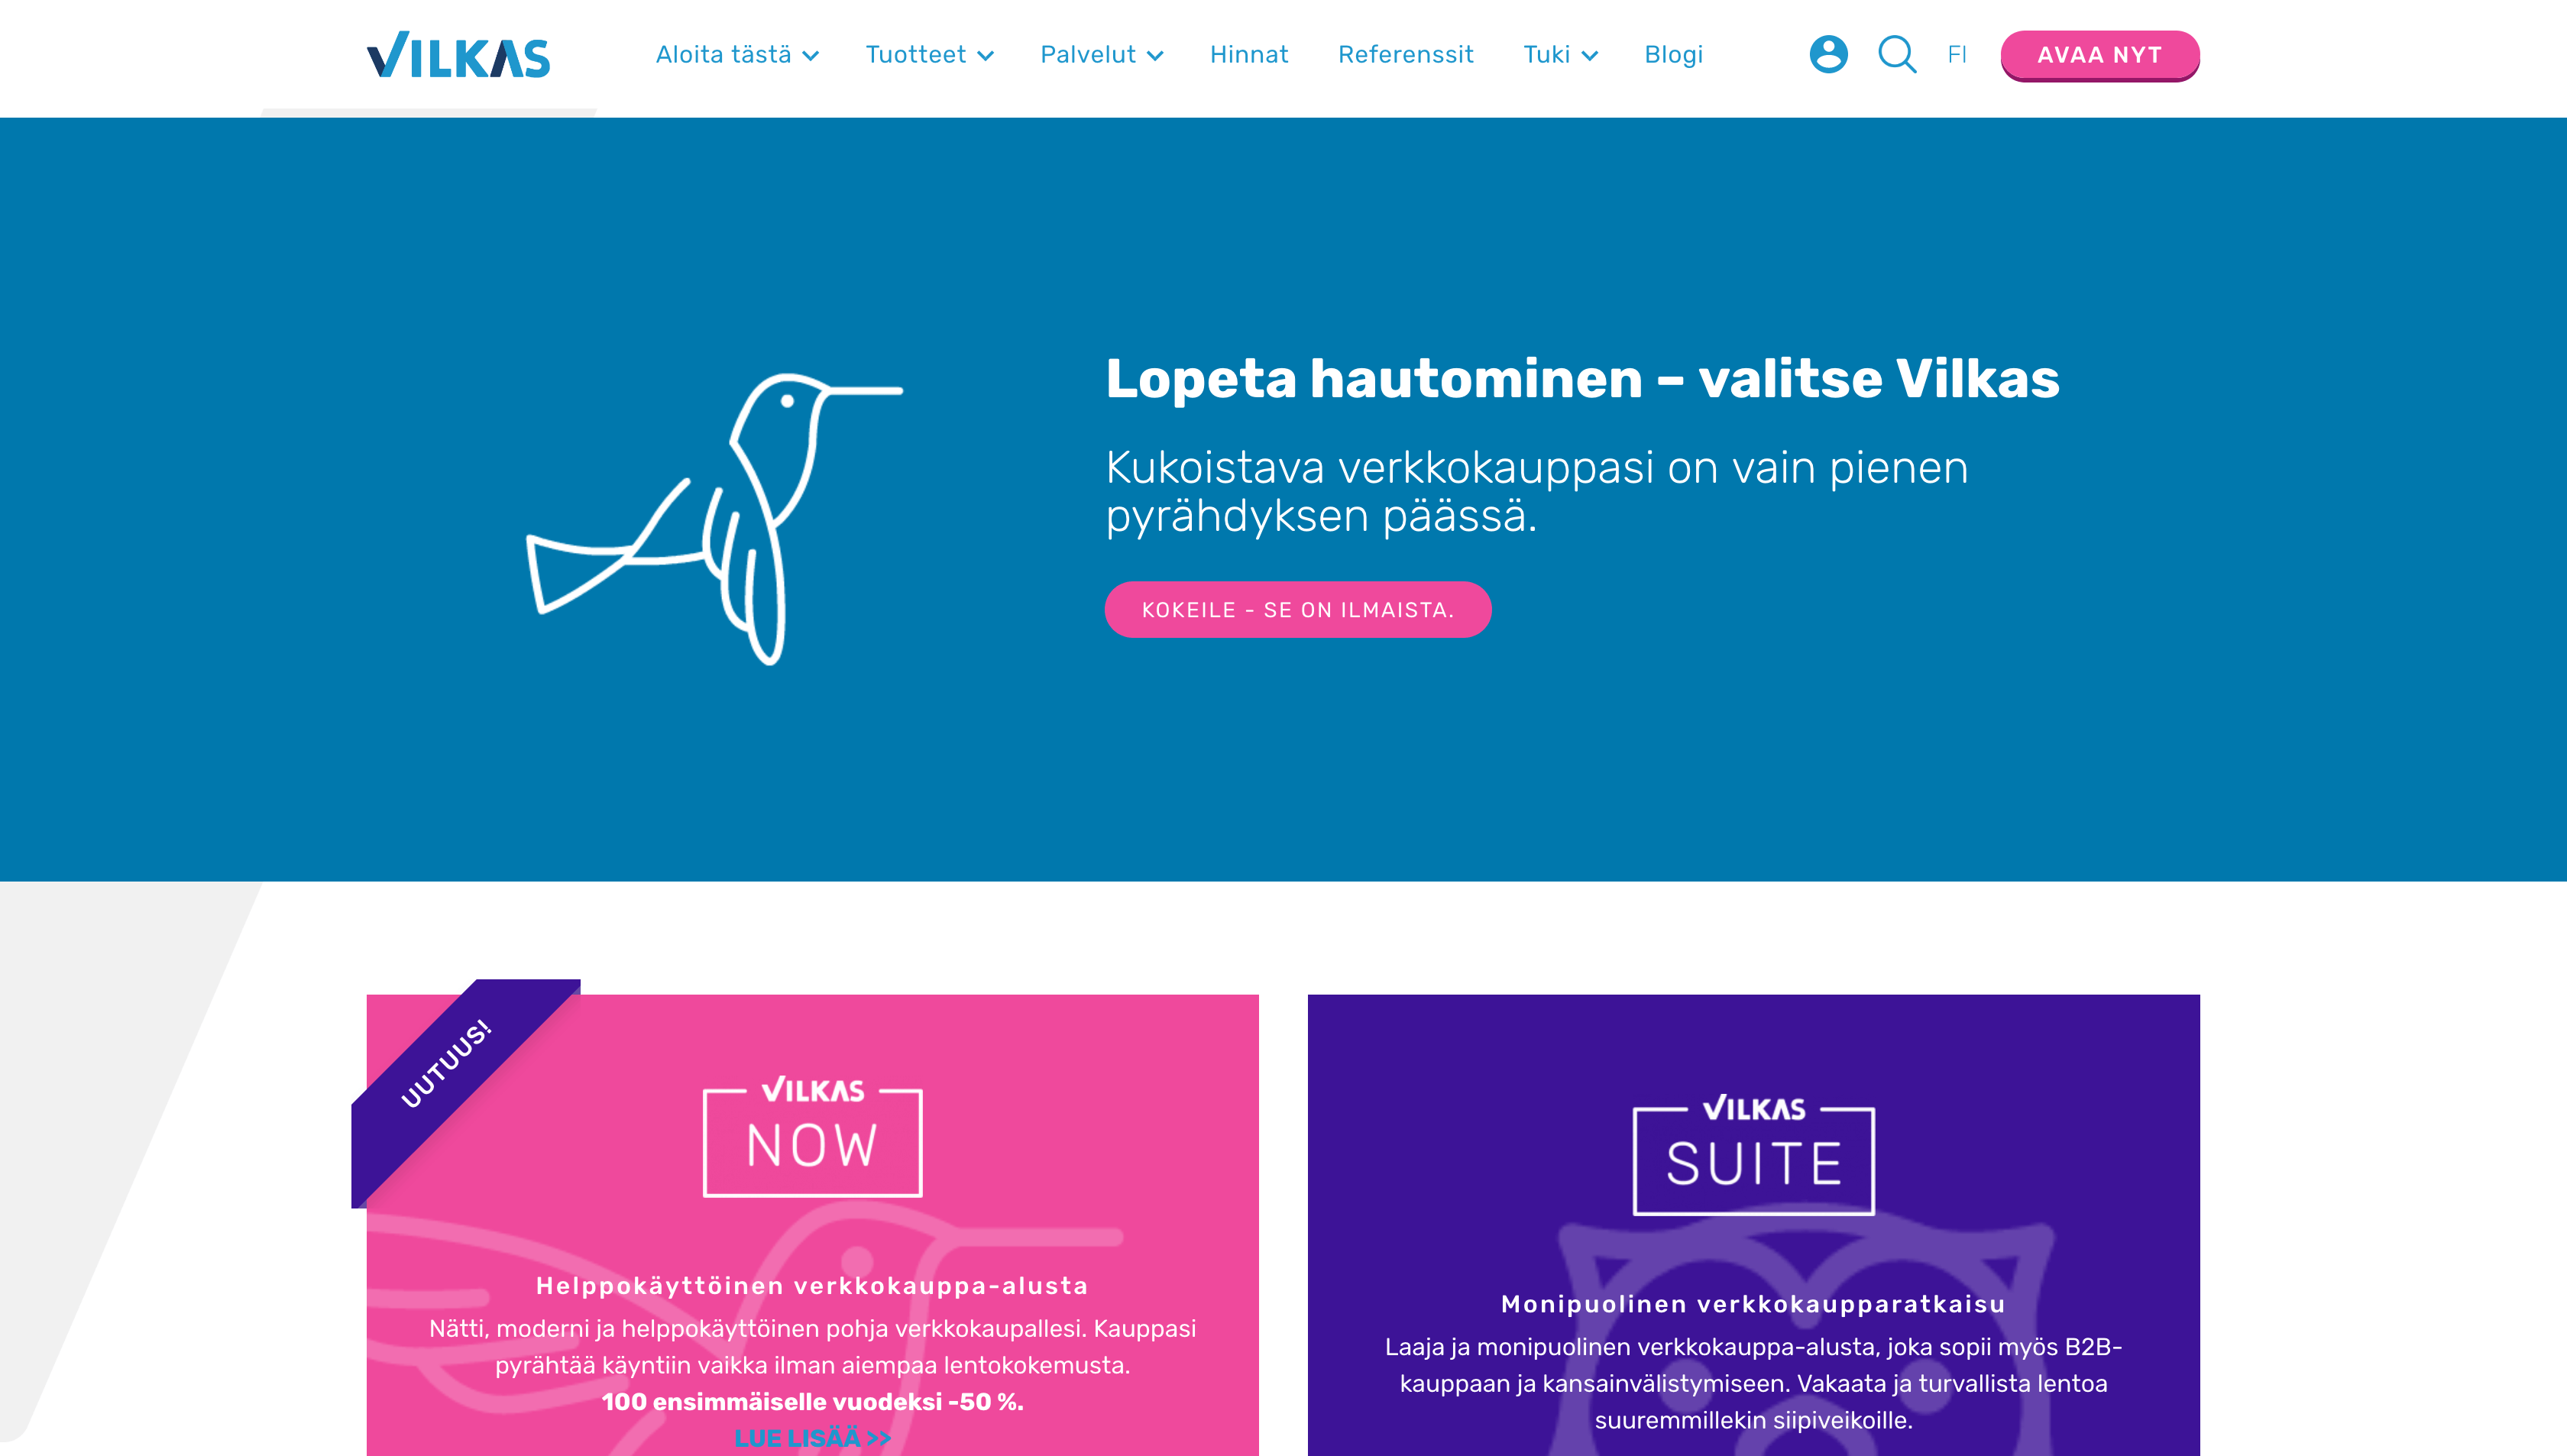 VILKAS
Aloita tästä
Tuotteet
Palvelut
Hinnat
Referenssit
Tuki
Blogi
FI
AVAA NYT
Lopeta hautominen – valitse Vilkas
Kukoistava verkkokauppasi on vain pienen
pyrähdyksen päässä.
KOKEILE - SE ON ILMAISTA.
UUTUUS!
VILKAS
NOW
Helppokäyttöinen verkkokauppa-alusta
Nätti, moderni ja helppokäyttöinen pohja verkkokaupallesi. Kauppasi
pyrähtää käyntiin vaikka ilman aiempaa lentokokemusta.
100 ensimmäiselle vuodeksi -50 %.
LUE LISÄÄ >>
VILKAS
SUITE
Monipuolinen verkkokaupparatkaisu
Laaja ja monipuolinen verkkokauppa-alusta, joka sopii myös B2B-
kauppaan ja kansainvälistymiseen. Vakaata ja turvallista lentoa
suuremmillekin siipiveikoille.